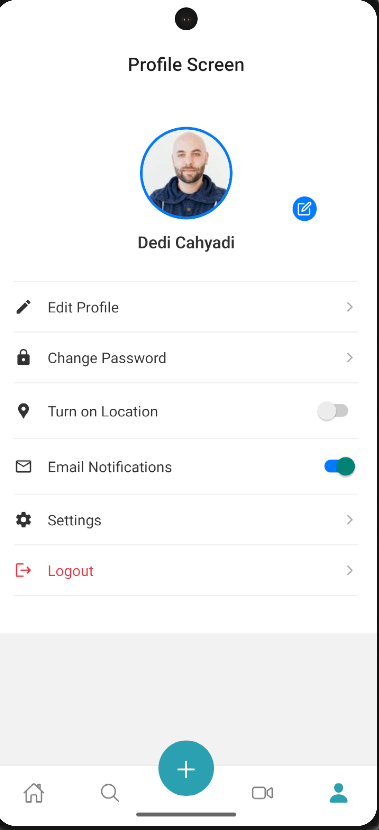 Profile Screen
Dedi Cahyadi
Edit Profile
Change Password
Turn on Location
Email Notifications
Settings
Logout